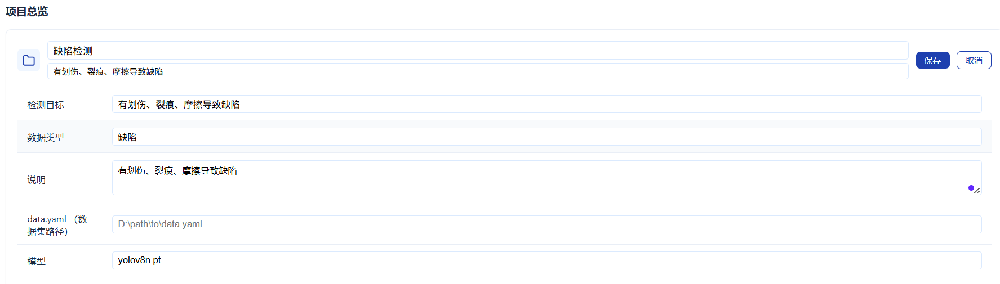 项目总览
缺陷检测
有划伤、裂痕、摩擦导致缺陷
保存
取消
检测目标
有划伤、裂痕、摩擦导致缺陷
数据类型
缺陷
说明
有划伤、裂痕、摩擦导致缺陷
data.yaml （数
据集路径）
D:\path\to\data.yaml
模型
yolov8n.pt